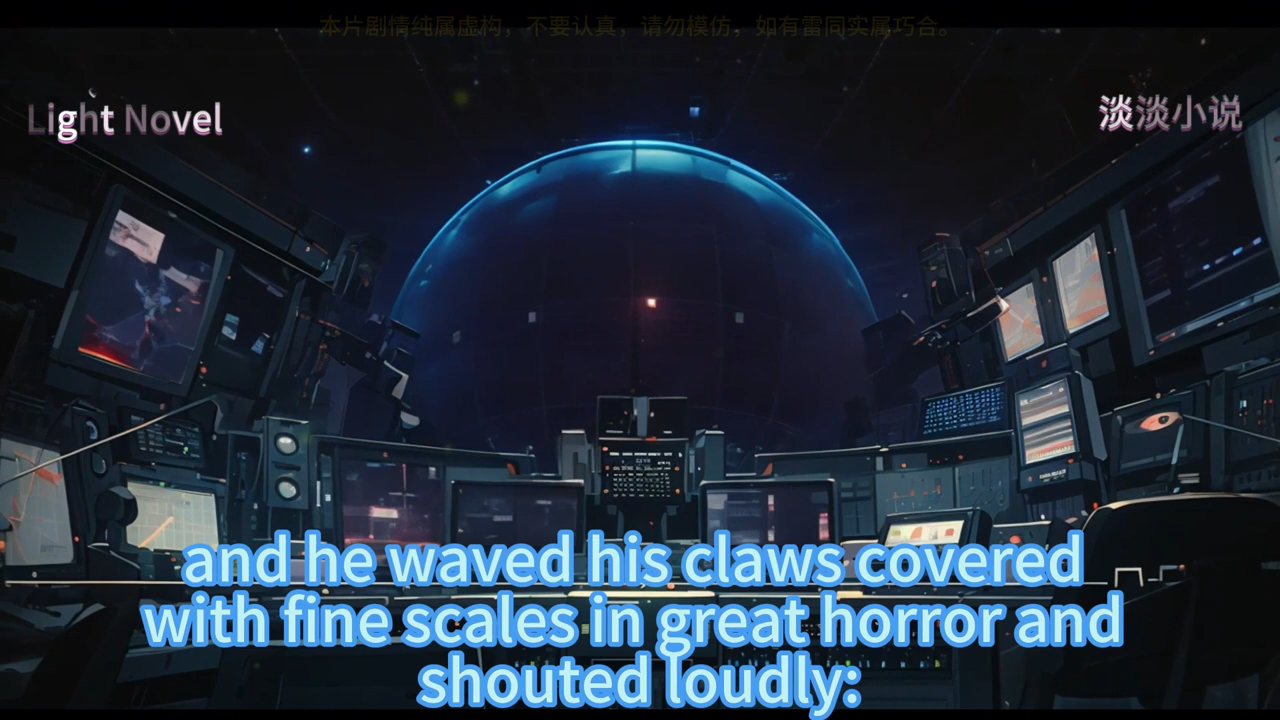 本片剧情纯属虚构，不要认真，请勿模仿，如有雷同实属巧合。
Light Novel
淡淡小说
and he waved his claws covered
with fine scales in great horror and
shouted loudly: